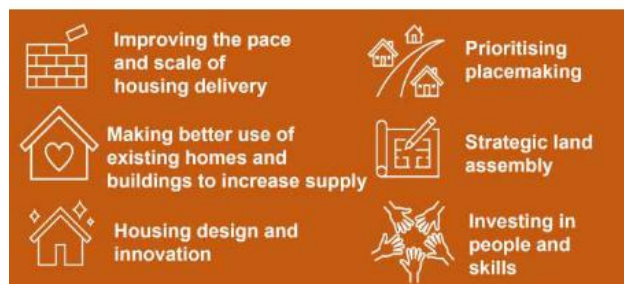 Improving the pace
and scale of
housing delivery
Making better use of
existing homes and
buildings to increase supply
Housing design and
innovation
Prioritising
placemaking
Strategic land
assembly
Investing in
people and
skills